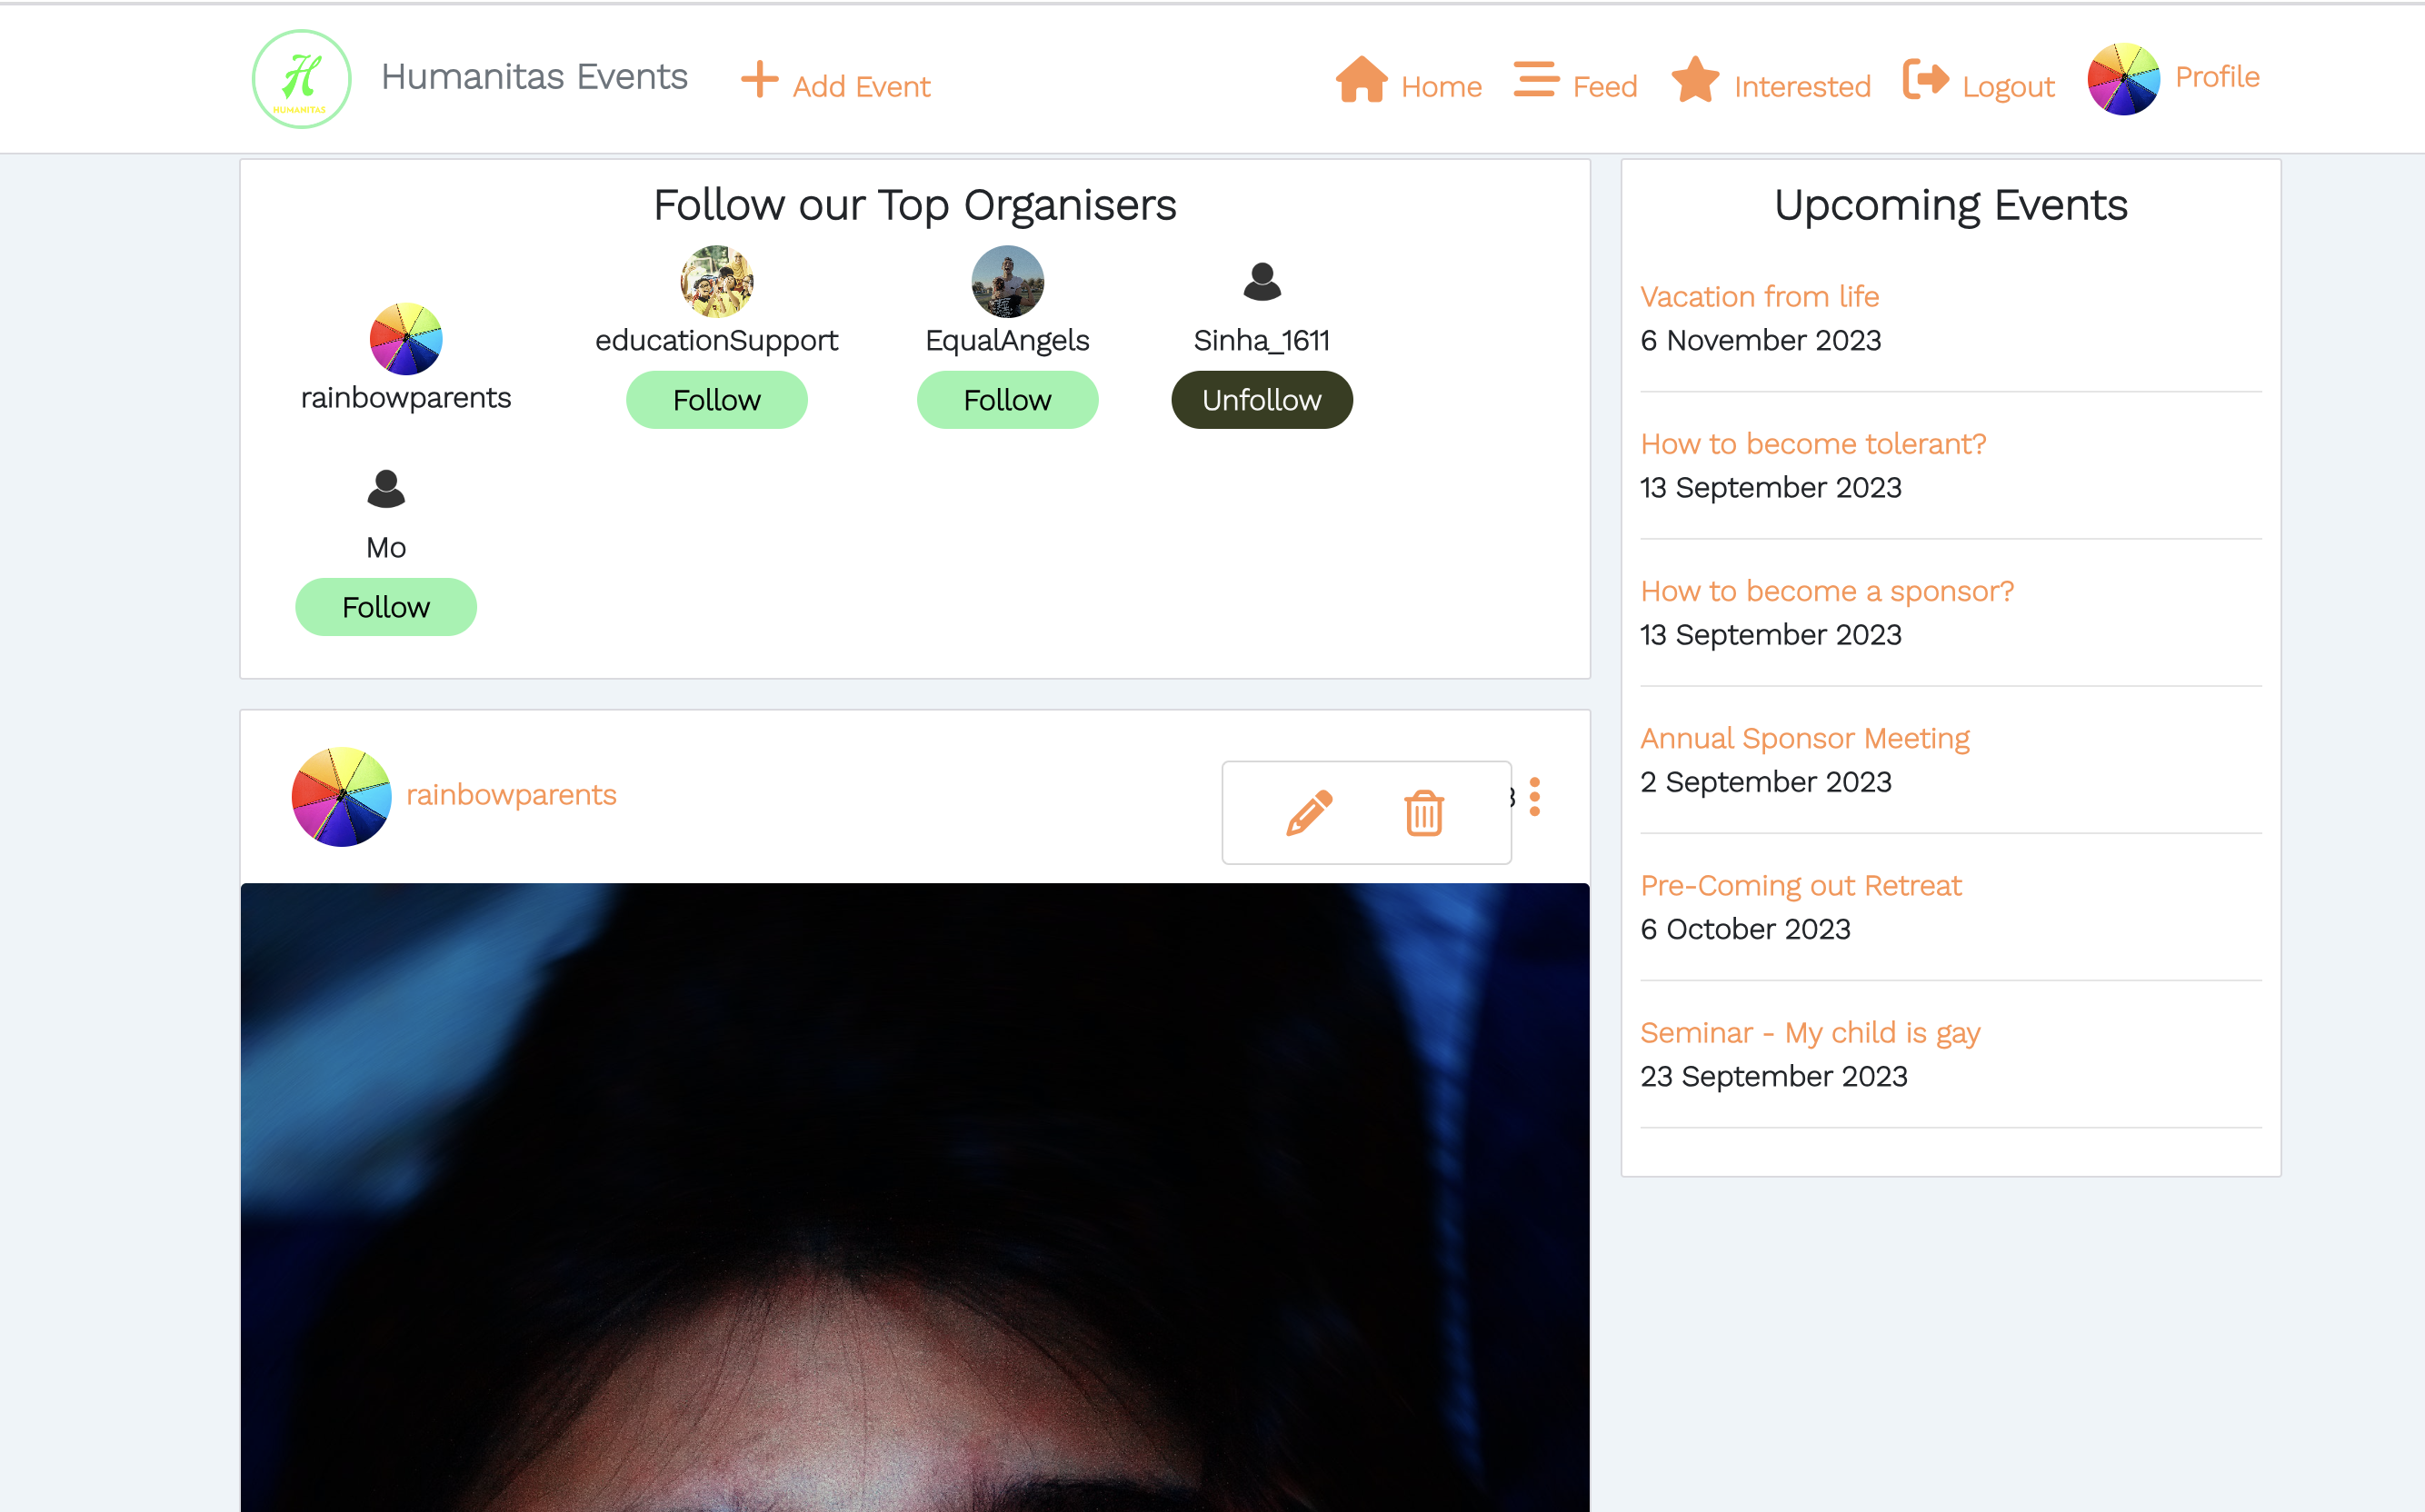 H
HUMANITAS
Humanitas Events
Add Event
Home
Feed
Interested
Logout
Profile
Follow our Top Organisers
rainbowparents
educationSupport
Follow
EqualAngels
Follow
Sinha_1611
Unfollow
Mo
Follow
rainbowparents
Upcoming Events
Vacation from life
6 November 2023
How to become tolerant?
13 September 2023
How to become a sponsor?
13 September 2023
Annual Sponsor Meeting
2 September 2023
Pre-Coming out Retreat
6 October 2023
Seminar - My child is gay
23 September 2023